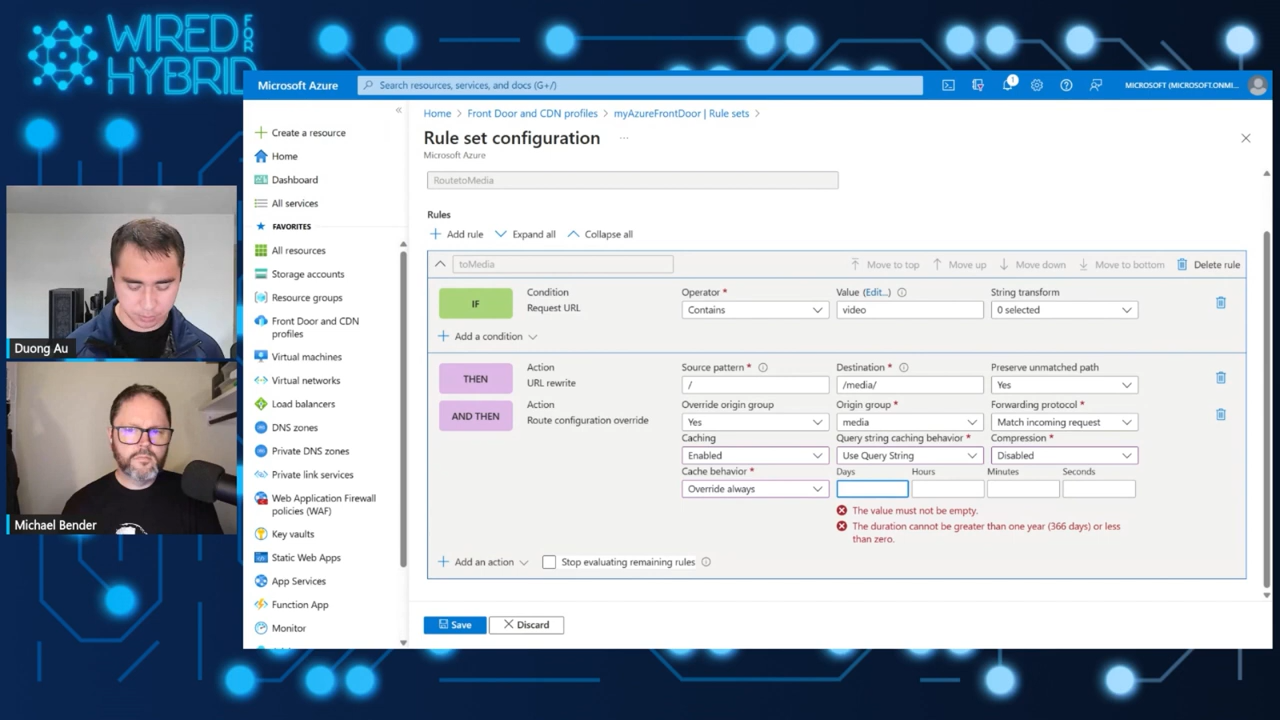 WIRED FOR
HYBRID
Microsoft Azure
Search resources, services, and docs (G+/)
1
MICROSOFT (MICROSOFT.ONMI...
Create a resource
Home
Dashboard
All services
FAVORITES
All resources
Storage accounts
Resource groups
Front Door and CDN
profiles
Virtual machines
Virtual networks
Load balancers
DNS zones
Private DNS zones
Private link services
Web Application Firewall
policies (WAF)
Key vaults
Static Web Apps
App Services
Function App
Monitor
Home > Front Door and CDN profiles > myAzureFrontDoor | Rule sets >
Rule set configuration ...
Microsoft Azure
RoutetoMedia
Rules
Add rule Expand all Collapse all
toMedia Move to top Move up Move down Move to bottom Delete rule
IF
Condition Operator * Value (Edit...) String transform
Request URL Contains video 0 selected
Add a condition
THEN
Action Source pattern * Destination * Preserve unmatched path
URL rewrite / /media/ Yes
AND THEN
Action Override origin group Origin group * Forwarding protocol *
Route configuration override Yes media Match incoming request
Caching Query string caching behavior * Compression *
Enabled Use Query String Disabled
Cache behavior * Days Hours Minutes Seconds
Override always
The value must not be empty.
The duration cannot be greater than one year (366 days) or less
than zero.
Add an action Stop evaluating remaining rules
Save Discard
Duong Au
Michael Bender